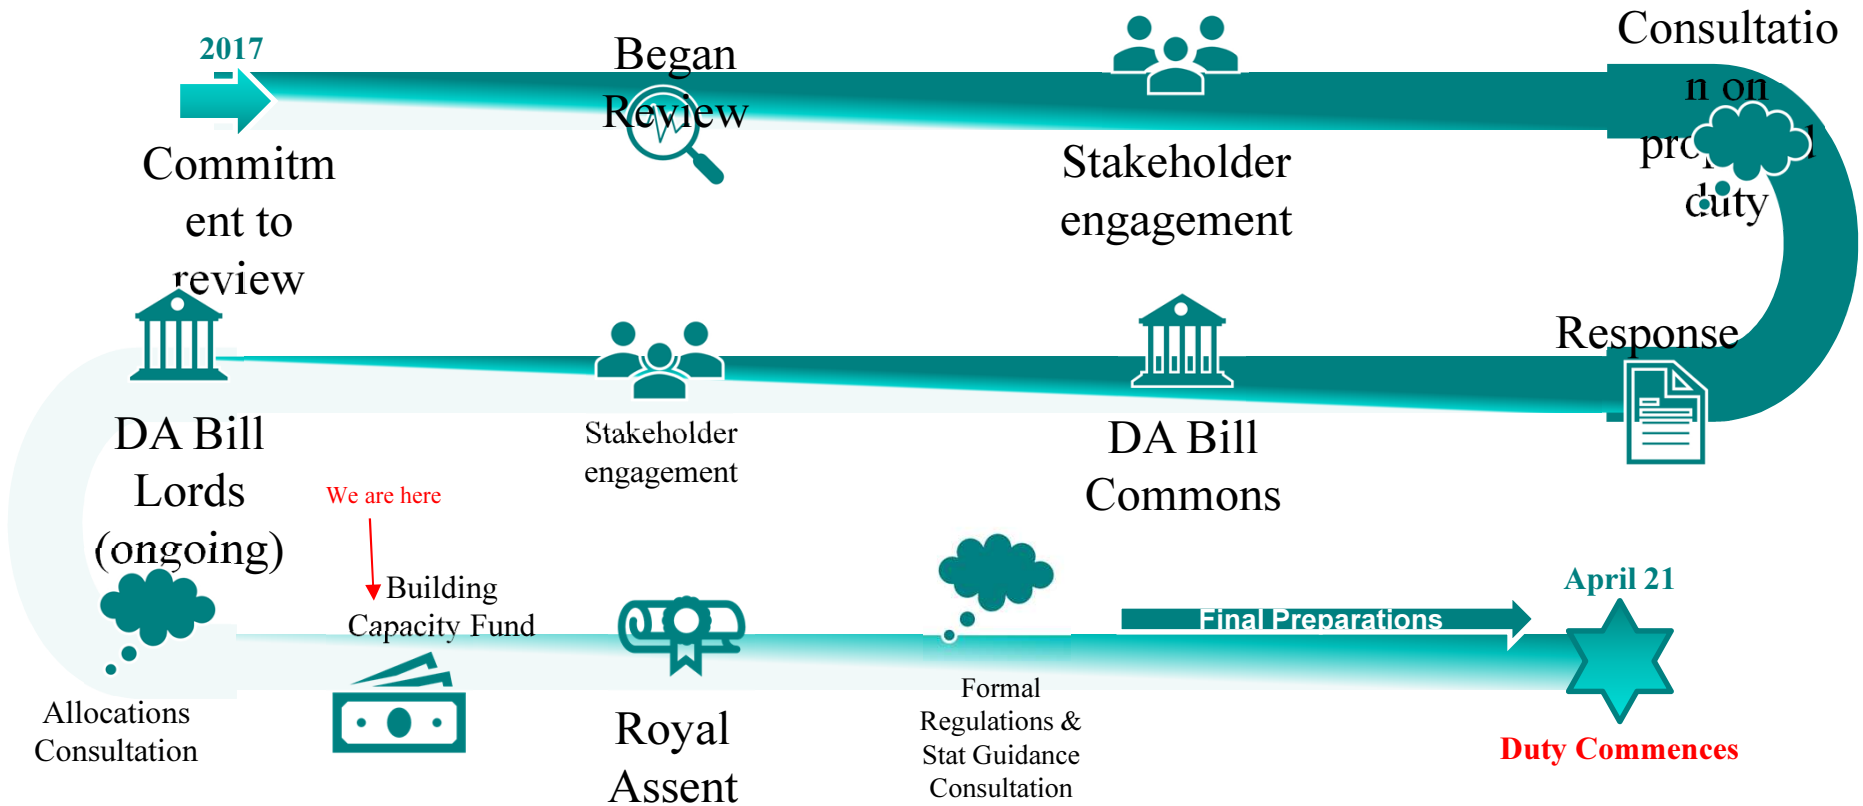 2017
Commitm
ent to
review
Began
Review
Stakeholder
engagement
Consultatio
n on
duty
Response
DA Bill
Commons
Stakeholder
engagement
DA Bill
Lords
(ongoing)
Allocations
Consultation
We are here
Building
Capacity Fund
Royal
Assent
Formal
Regulations &
Stat Guidance
Consultation
Final Preparations
April 21
Duty Commences